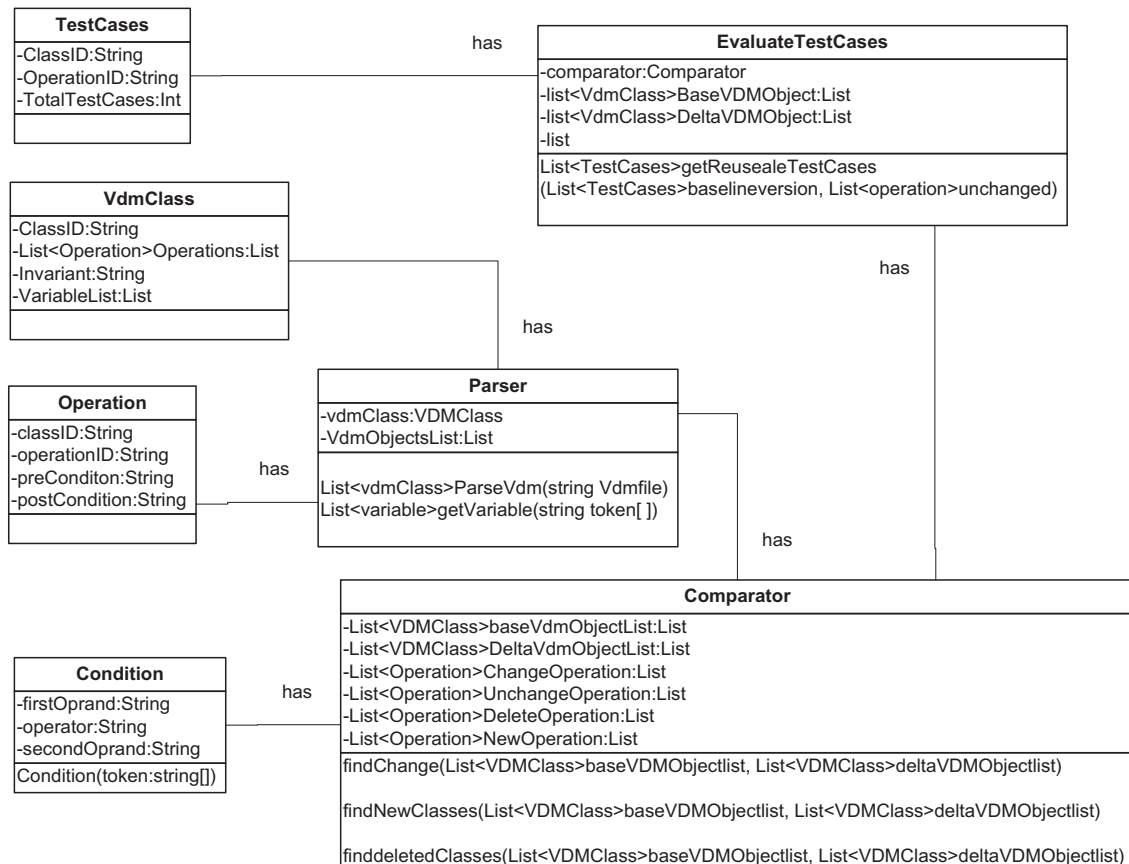 TestCases
-ClassID:String
-OperationID:String
-TotalTestCases:Int
has
EvaluateTestCases
-comparator:Comparator
-list<VdmClass>BaseVDMObject:List
-list<VdmClass>DeltaVDMObject:List
-list
List<TestCases>getReusealeTestCases
(List<TestCases>baselineversion, List<operation>unchanged)
VdmClass
-ClassID:String
-List<Operation>Operations:List
-Invariant:String
-VariableList:List
has
has
Parser
-vdmClass:VDMClass
-VdmObjectsList:List
List<vdmClass>ParseVdm(string Vdmfile)
List<variable>getVariable(string token[ ])
Operation
-classID:String
-operationID:String
-preConditon:String
-postCondition:String
has
has
Comparator
-List<VDMClass>baseVdmObjectList:List
-List<VDMClass>DeltaVdmObjectList:List
-List<Operation>ChangeOperation:List
-List<Operation>UnchangeOperation:List
-List<Operation>DeleteOperation:List
-List<Operation>NewOperation:List
findChange(List<VDMClass>baseVDMObjectlist, List<VDMClass>deltaVDMObjectlist)
findNewClasses(List<VDMClass>baseVDMObjectlist, List<VDMClass>deltaVDMObjectlist)
finddeletedClasses(List<VDMClass>baseVDMObjectlist, List<VDMClass>deltaVDMObjectlist)
Condition
-firstOprand:String
-operator:String
-secondOprand:String
Condition(token:string[])
has